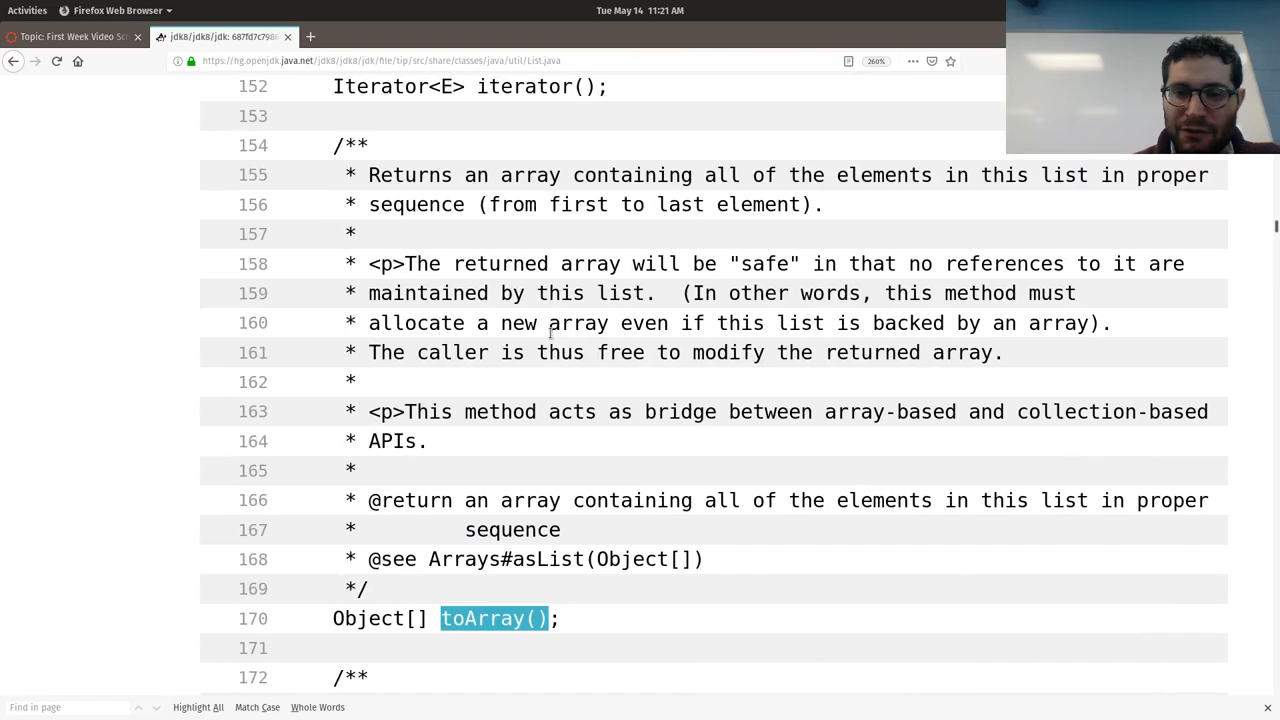 Activities Firefox Web Browser Tue May 14 11:21 AM
Topic: First Week Video Sch jdk8/jdk8/jdk: 687fd7c7986
https://hg.openjdk.java.net/jdk8/jdk8/jdk/file/tip/src/share/classes/java/util/List.java 260%
152 Iterator<E> iterator();
153
154 /**
155 * Returns an array containing all of the elements in this list in proper
156 * sequence (from first to last element).
157 *
158 * <p>The returned array will be "safe" in that no references to it are
159 * maintained by this list.  (In other words, this method must
160 * allocate a new array even if this list is backed by an array).
161 * The caller is thus free to modify the returned array.
162 *
163 * <p>This method acts as bridge between array-based and collection-based
164 * APIs.
165 *
166 * @return an array containing all of the elements in this list in proper
167 *         sequence
168 * @see Arrays#asList(Object[])
169 */
170 Object[] toArray();
171
172 /**
Find in page Highlight All Match Case Whole Words